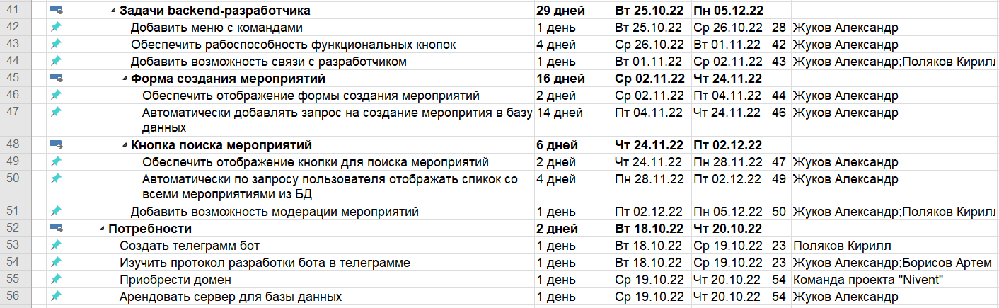 41 Задачи backend-разработчика 29 дней Вт 25.10.22 Пн 05.12.22
42 Добавить меню с командами 1 день Вт 25.10.22 Ср 26.10.22 28 Жуков Александр
43 Обеспечить рабоспособность функциональных кнопок 4 дней Ср 26.10.22 Вт 01.11.22 42 Жуков Александр
44 Добавить возможность связи с разработчиком 1 день Вт 01.11.22 Ср 02.11.22 43 Жуков Александр;Поляков Кирилл
45 Форма создания мероприятий 16 дней Ср 02.11.22 Чт 24.11.22
46 Обеспечить отображение формы создания мероприятий 2 дней Ср 02.11.22 Пт 04.11.22 44 Жуков Александр
47 Автоматически добавлять запрос на создание меропртия в базу 14 дней Пт 04.11.22 Чт 24.11.22 46 Жуков Александр
данных
48 Кнопка поиска мероприятий 6 дней Чт 24.11.22 Пт 02.12.22
49 Обеспечить отображение кнопки для поиска мероприятий 2 дней Чт 24.11.22 Пн 28.11.22 47 Жуков Александр
50 Автоматически по запросу пользователя отображать спикок со 4 дней Пн 28.11.22 Пт 02.12.22 49 Жуков Александр
всеми мероприятиями из БД
51 Добавить возможность модерации мероприятий 1 день Пт 02.12.22 Пн 05.12.22 50 Жуков Александр;Поляков Кирилл
52 Потребности 2 дней Вт 18.10.22 Чт 20.10.22
53 Создать телеграмм бот 1 день Вт 18.10.22 Ср 19.10.22 23 Поляков Кирилл
54 Изучить протокол разработки бота в телеграмме 1 день Вт 18.10.22 Ср 19.10.22 23 Жуков Александр;Борисов Артем
55 Приобрести домен 1 день Ср 19.10.22 Чт 20.10.22 54 Команда проекта "Nivent"
56 Арендовать сервер для базы данных 1 день Ср 19.10.22 Чт 20.10.22 54 Жуков Александр